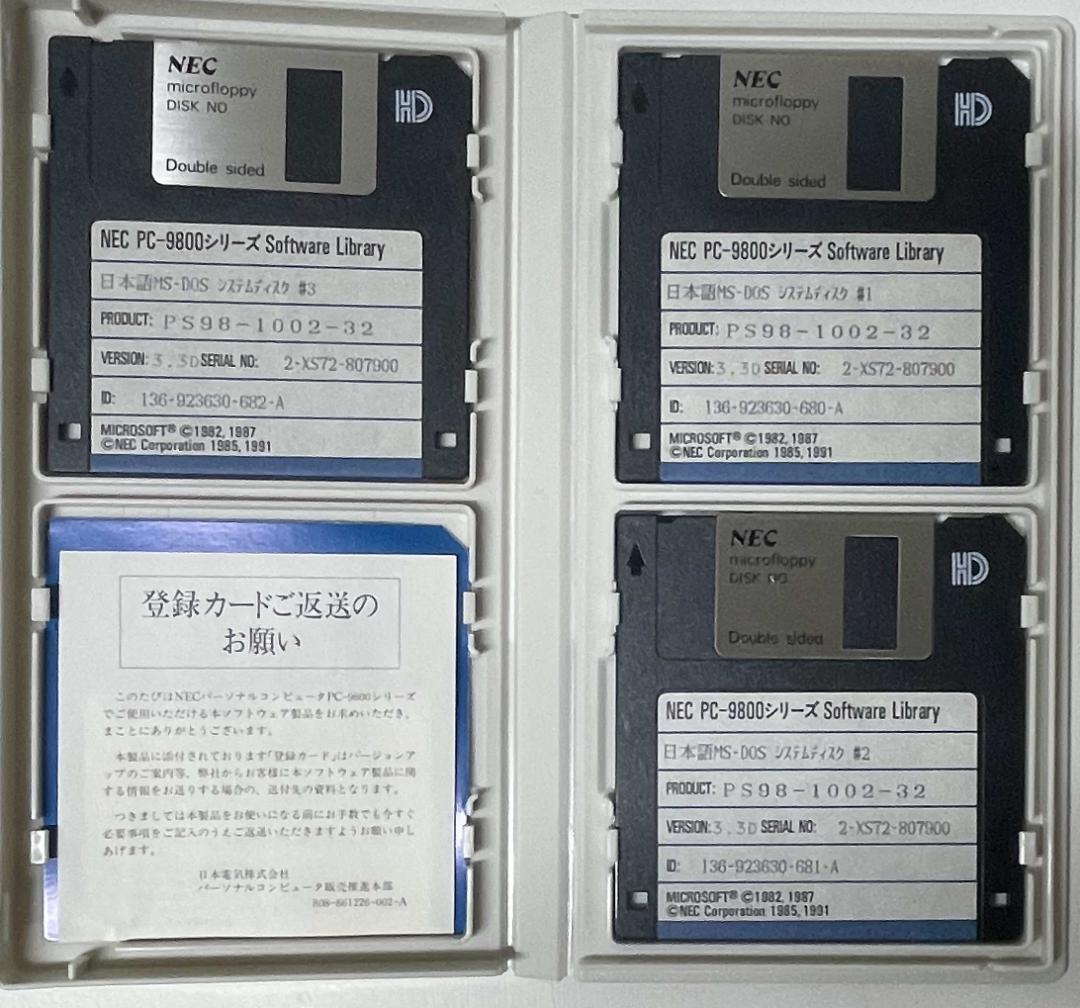 NEC
microfloppy
DISK NO
Double sided
HD
NEC PC-9800シリーズ Software Library
日本語MS-DOS システムディスク #3
PRODUCT: PS98-1002-32
VERSION: 3.3D SERIAL NO: 2-XS72-807900
ID: 136-923630-682-A
MICROSOFT® ©1982, 1987
©NEC Corporation 1985, 1991
NEC
microfloppy
DISK NO
Double sided
HD
NEC PC-9800シリーズ Software Library
日本語MS-DOS システムディスク #1
PRODUCT: PS98-1002-32
VERSION: 3.3D SERIAL NO: 2-XS72-807900
ID: 136-923630-680-A
MICROSOFT® ©1982, 1987
©NEC Corporation 1985, 1991
登録カードご返送の
お願い
このたびはNECパーソナルコンピュータPC-9800シリーズ
でご使用いただける本ソフトウェア製品をお求めいただき、
まことにありがとうございます。
本製品に添付されております「登録カード」はバージョンア
ップのご案内等、弊社からお客様に本ソフトウェア製品に関
する情報をお送りする場合の、送付先の資料となります。
つきましては本製品をお使いになる前にお手数でも今すぐ
必要事項をご記入のうえご返送いただきますようお願い申し
あげます。
日本電気株式会社
パーソナルコンピュータ販売推進本部
808-861226-002-A
NEC
microfloppy
DISK NO
Double sided
HD
NEC PC-9800シリーズ Software Library
日本語MS-DOS システムディスク #2
PRODUCT: PS98-1002-32
VERSION: 3.3D SERIAL NO: 2-XS72-807900
ID: 136-923630-681-A
MICROSOFT® ©1982, 1987
©NEC Corporation 1985, 1991